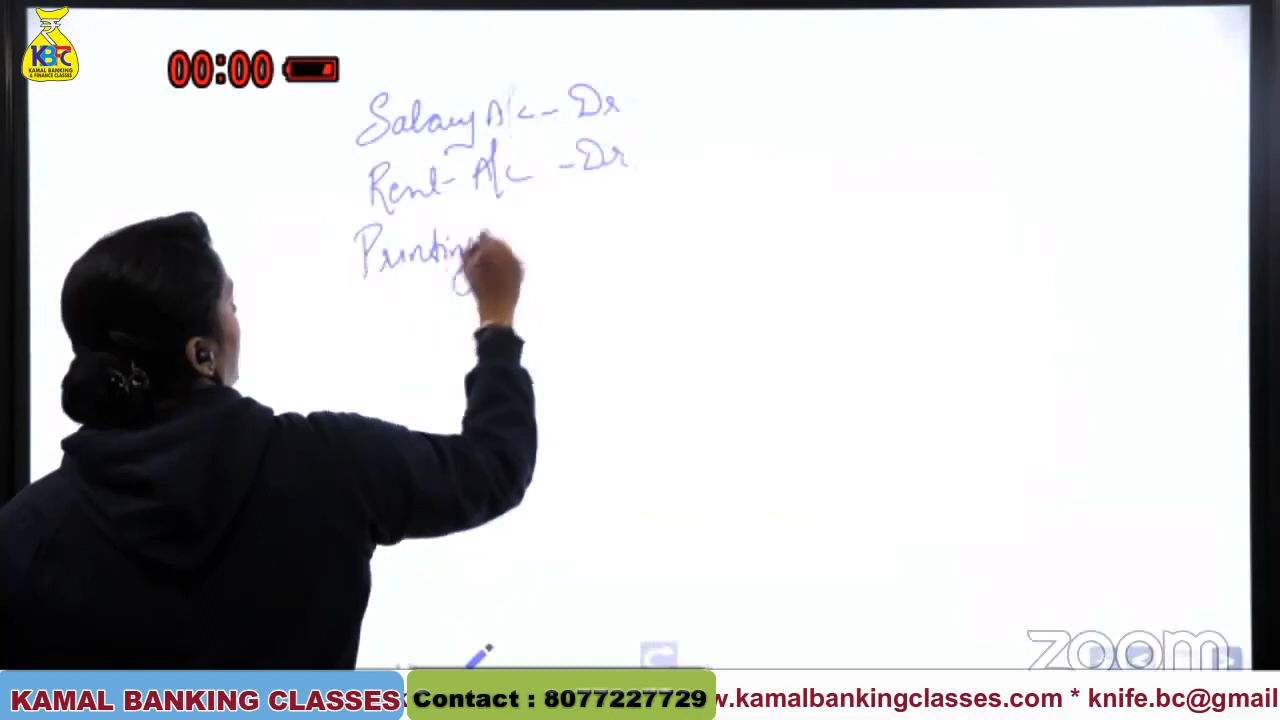 ₹
KBFC
KAMAL BANKING
& FINANCE CLASSES
00:00
Salary A/c - Dr
Rent A/c - Dr
Printing
zoom
KAMAL BANKING CLASSES
Contact : 8077227729
w.kamalbankingclasses.com * knife.bc@gmail